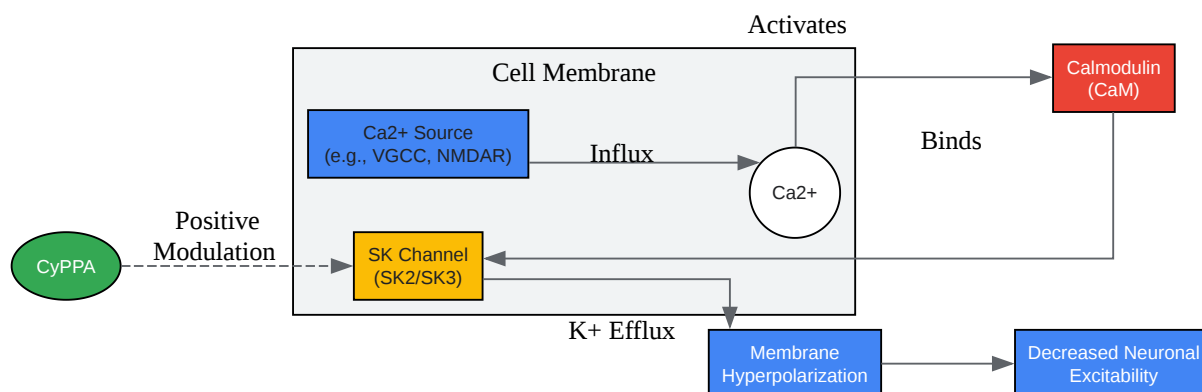 Activates
Cell Membrane
Calmodulin
(CaM)
Ca2+ Source
(e.g., VGCC, NMDAR)
Influx
Binds
Ca2+
Positive
Modulation
CyPPA
SK Channel
(SK2/SK3)
K+ Efflux
Membrane
Hyperpolarization
Decreased Neuronal
Excitability